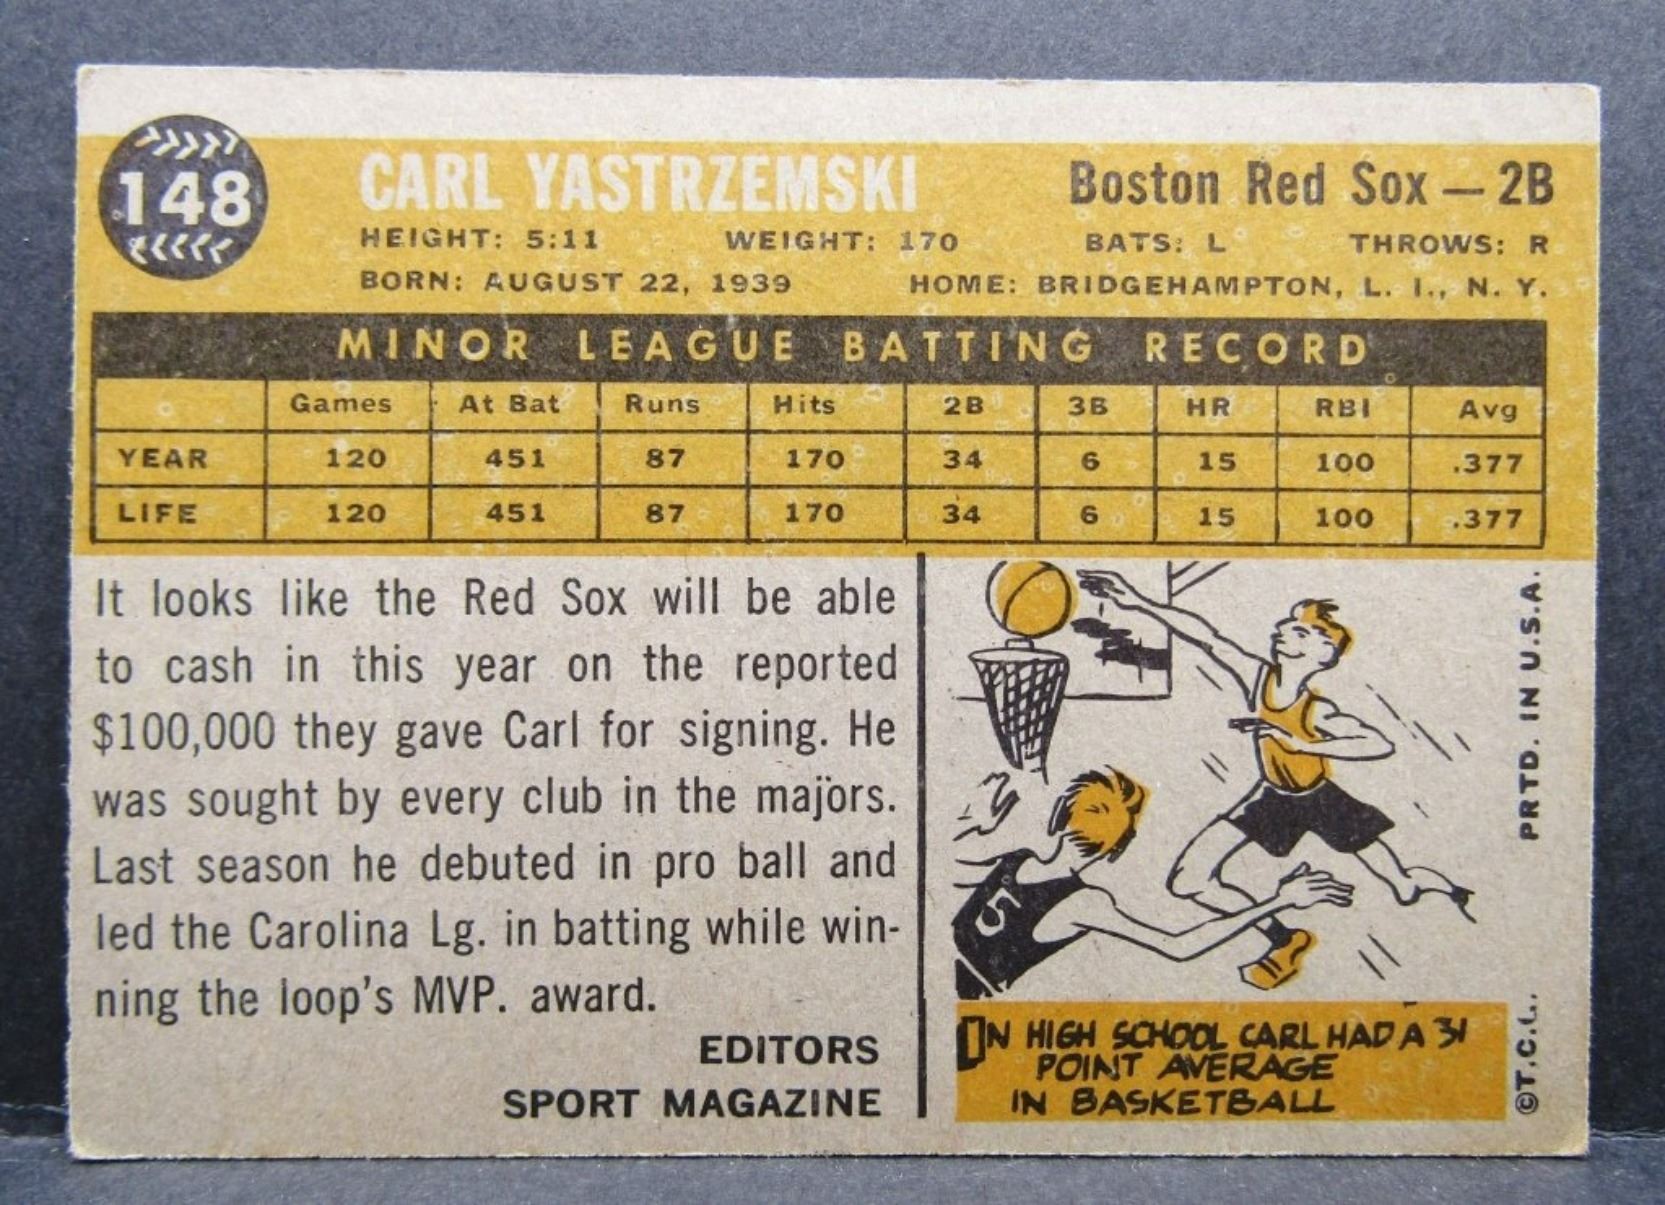 148
CARL YASTRZEMSKI Boston Red Sox — 2B
HEIGHT: 5:11 WEIGHT: 170 BATS: L THROWS: R
BORN: AUGUST 22, 1939 HOME: BRIDGEHAMPTON, L. I., N. Y.
MINOR LEAGUE BATTING RECORD
Games At Bat Runs Hits 2B 3B HR RBI Avg
YEAR 120 451 87 170 34 6 15 100 .377
LIFE 120 451 87 170 34 6 15 100 .377
It looks like the Red Sox will be able
to cash in this year on the reported
$100,000 they gave Carl for signing. He
was sought by every club in the majors.
Last season he debuted in pro ball and
led the Carolina Lg. in batting while win-
ning the loop's MVP. award.
EDITORS
SPORT MAGAZINE
5
IN HIGH SCHOOL CARL HAD A 31
POINT AVERAGE
IN BASKETBALL
©T.C.L. PRTD. IN U.S.A.